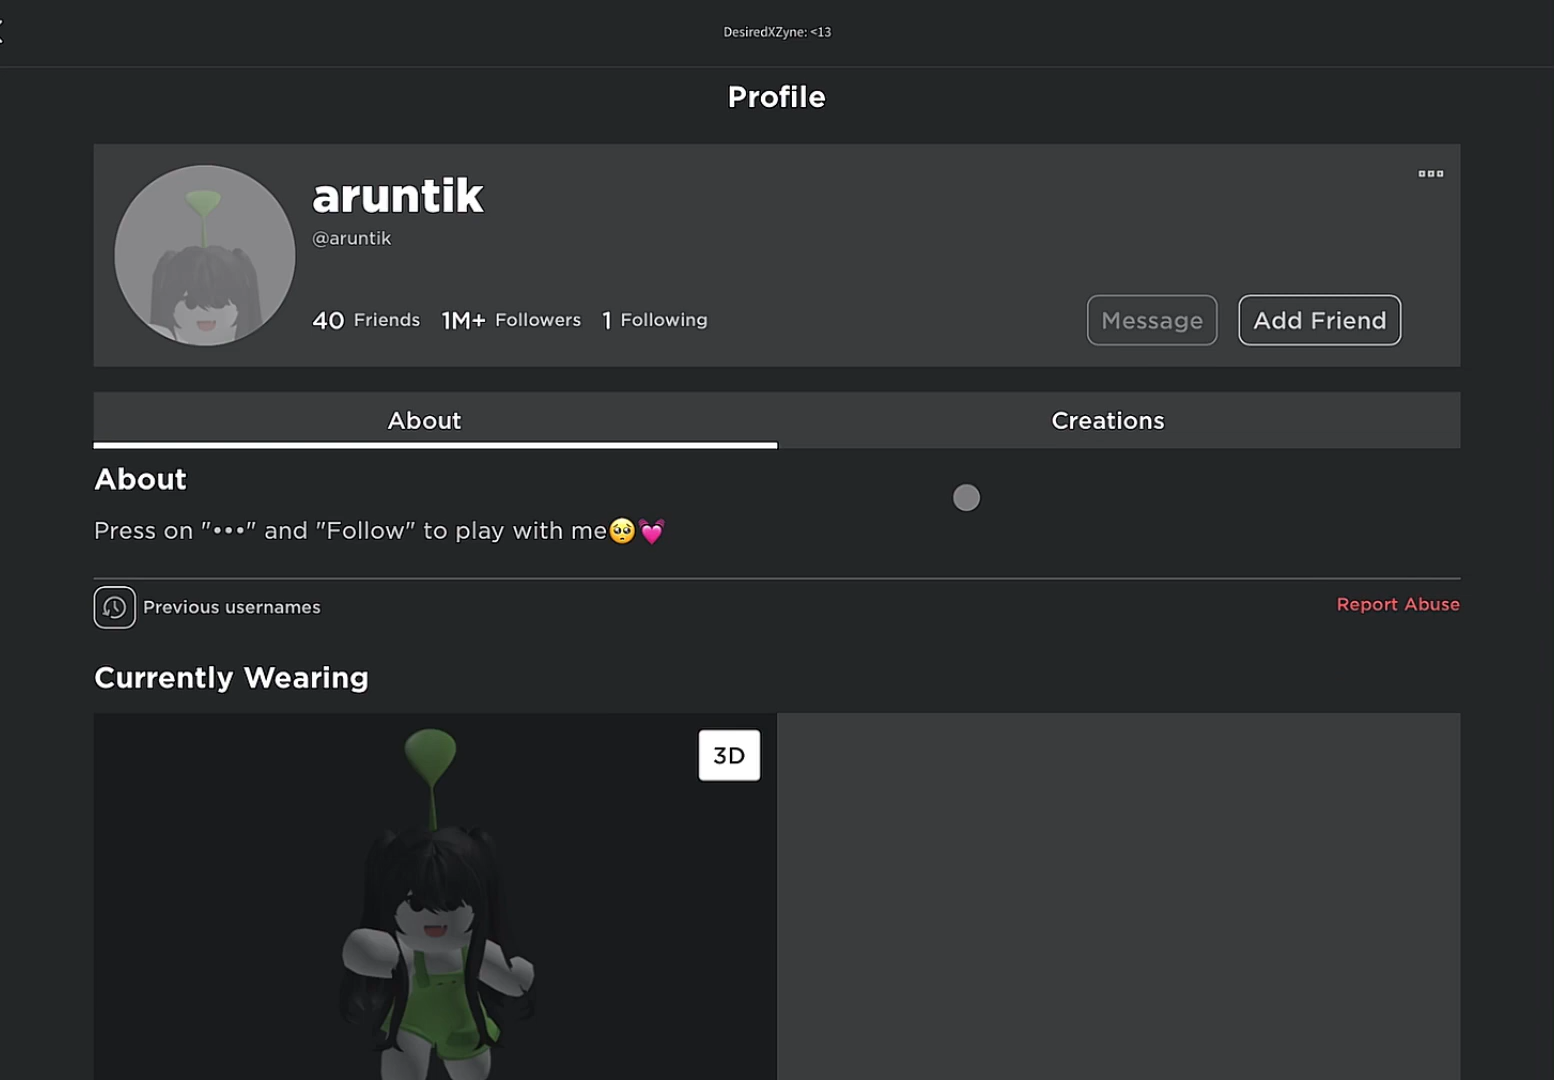 DesiredXZyne: <13
Profile
aruntik
@aruntik
40 Friends 1M+ Followers 1 Following
Message
Add Friend
About
Creations
About
Press on "•••" and "Follow" to play with me🥺💓
Previous usernames
Report Abuse
Currently Wearing
3D